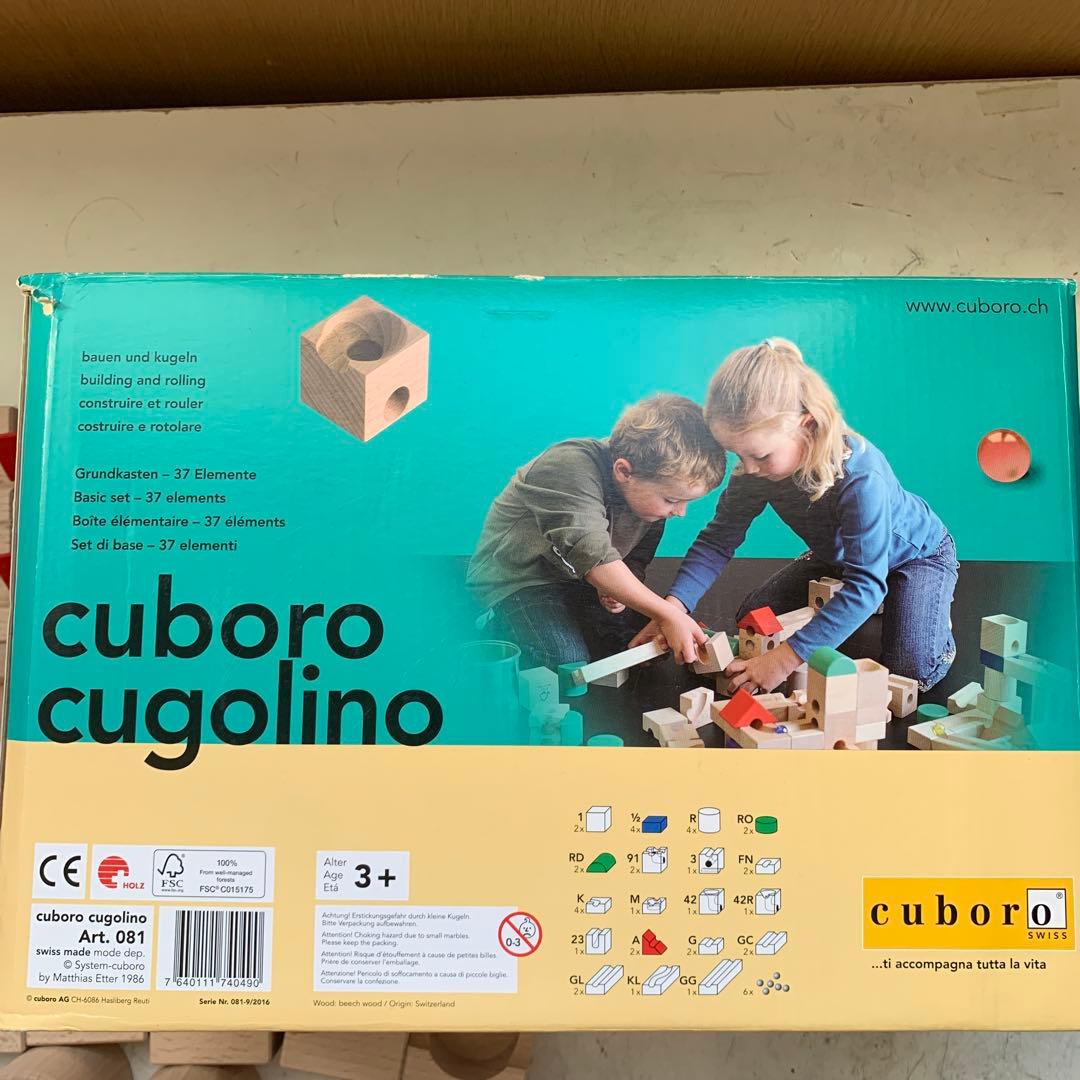 www.cuboro.ch
bauen und kugeln
building and rolling
construire et rouler
costruire e rotolare
Grundkasten – 37 Elemente
Basic set – 37 elements
Boîte élémentaire – 37 éléments
Set di base – 37 elementi
cuboro
cugolino
1 2x ½ 4x R 4x RO 2x
RD 2x 91 2x 3 1x FN 2x
K 4x M 1x 42 1x 42R 1x
23 1x A 2x G 2x GC 2x
GL 2x KL 1x GG 1x 6x
CE
HOLZ
FSC
www.fsc.org
100%
From well-managed
forests
FSC® C015175
Alter
Age
Etá
3+
cuboro cugolino
Art. 081
swiss made mode dep.
© System-cuboro
by Matthias Etter 1986
7 640111 740490
Achtung! Erstickungsgefahr durch kleine Kugeln.
Bitte Verpackung aufbewahren.
Attention! Choking hazard due to small marbles.
Please keep the packing.
Attention! Risque d'étouffement à cause de petites billes.
Prière de conserver l'emballage.
Attenzione! Pericolo di soffocamento a causa di piccole biglie.
Conservare la confezione.
0-3
cuboro®
SWISS
...ti accompagna tutta la vita
© cuboro AG CH-6086 Hasliberg Reuti
Serie Nr. 081-9/2016
Wood: beech wood / Origin: Switzerland